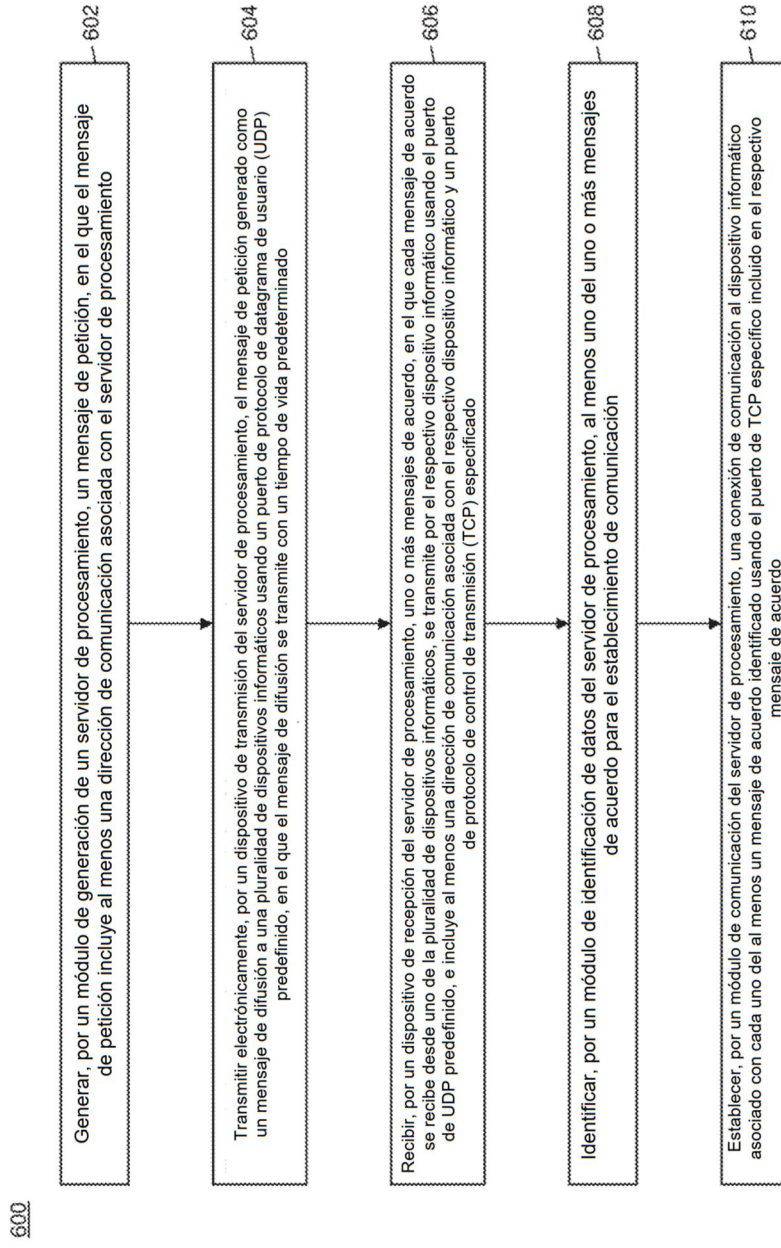 600
Generar, por un módulo de generación de un servidor de procesamiento, un mensaje de petición, en el que el mensaje
de petición incluye al menos una dirección de comunicación asociada con el servidor de procesamiento
602
Transmitir electrónicamente, por un dispositivo de transmisión del servidor de procesamiento, el mensaje de petición generado como
un mensaje de difusión a una pluralidad de dispositivos informáticos usando un puerto de protocolo de datagrama de usuario (UDP)
predefinido, en el que el mensaje de difusión se transmite con un tiempo de vida predeterminado
604
Recibir, por un dispositivo de recepción del servidor de procesamiento, uno o más mensajes de acuerdo, en el que cada mensaje de acuerdo
se recibe desde uno de la pluralidad de dispositivos informáticos, se transmite por el respectivo dispositivo informático usando el puerto
de UDP predefinido, e incluye al menos una dirección de comunicación asociada con el respectivo dispositivo informático y un puerto
de protocolo de control de transmisión (TCP) especificado
606
Identificar, por un módulo de identificación de datos del servidor de procesamiento, al menos uno del uno o más mensajes
de acuerdo para el establecimiento de comunicación
608
Establecer, por un módulo de comunicación del servidor de procesamiento, una conexión de comunicación al dispositivo informático
asociado con cada uno del al menos un mensaje de acuerdo identificado usando el puerto de TCP específico incluido en el respectivo
mensaje de acuerdo
610